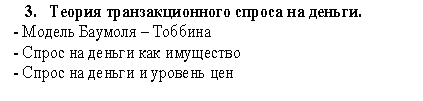 3. Теория транзакционного спроса на деньги.
- Модель Баумоля – Тоббина
- Спрос на деньги как имущество
- Спрос на деньги и уровень цен